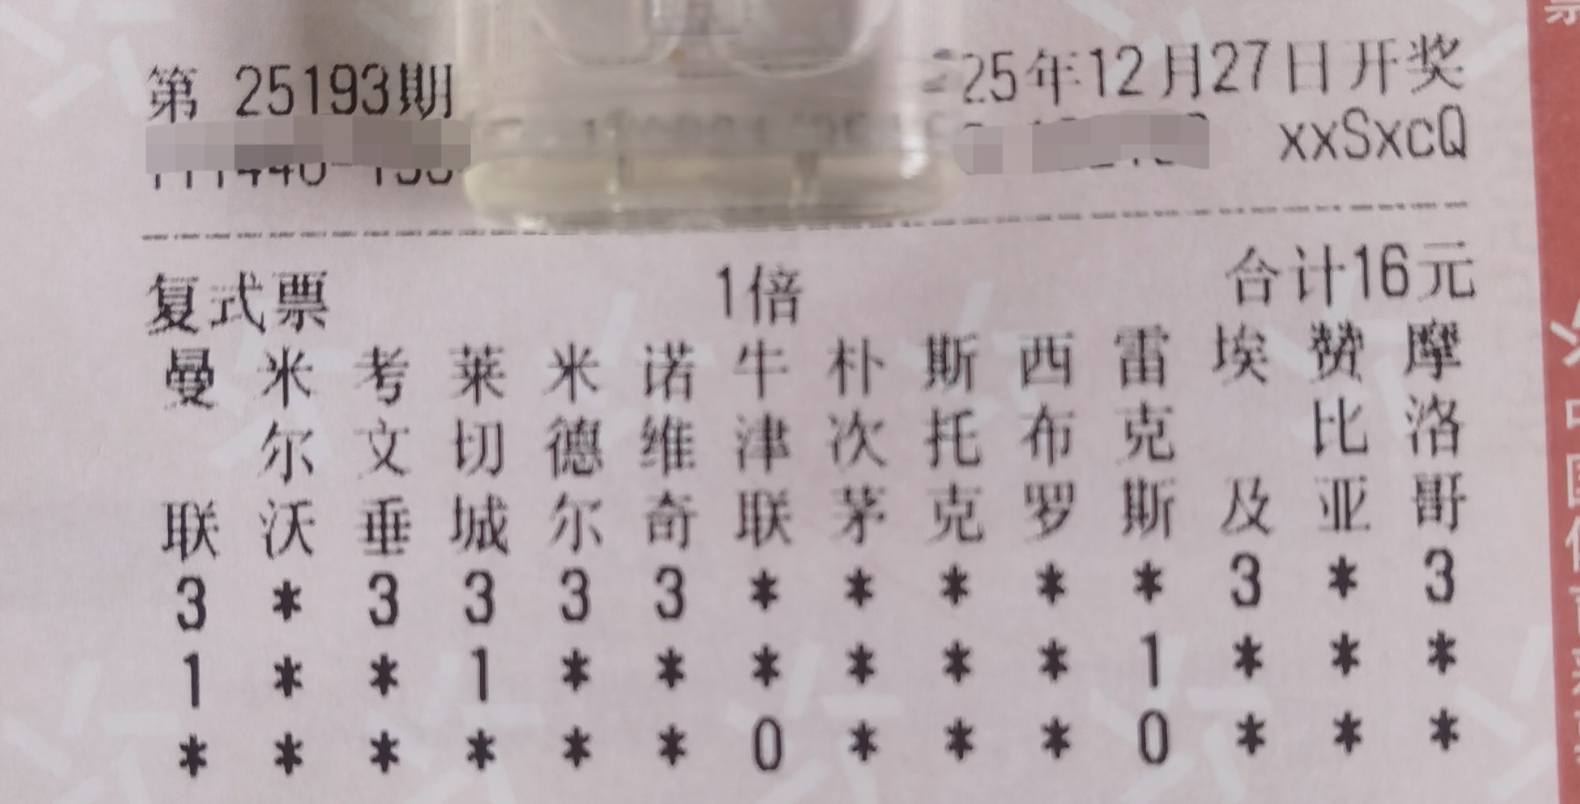 第 25193期
25年12月27日开奖
xxSxcQ
复式票 1倍 合计16元
曼 米 考 莱 米 诺 牛 朴 斯 西 雷 埃 赞 摩
尔 文 切 德 维 津 次 托 布 克 比 洛
联 沃 垂 城 尔 奇 联 茅 克 罗 斯 及 亚 哥
3 * 3 3 3 3 * * * * * 3 * 3
1 * * 1 * * * * * * 1 * * *
* * * * * * 0 * * * 0 * * *